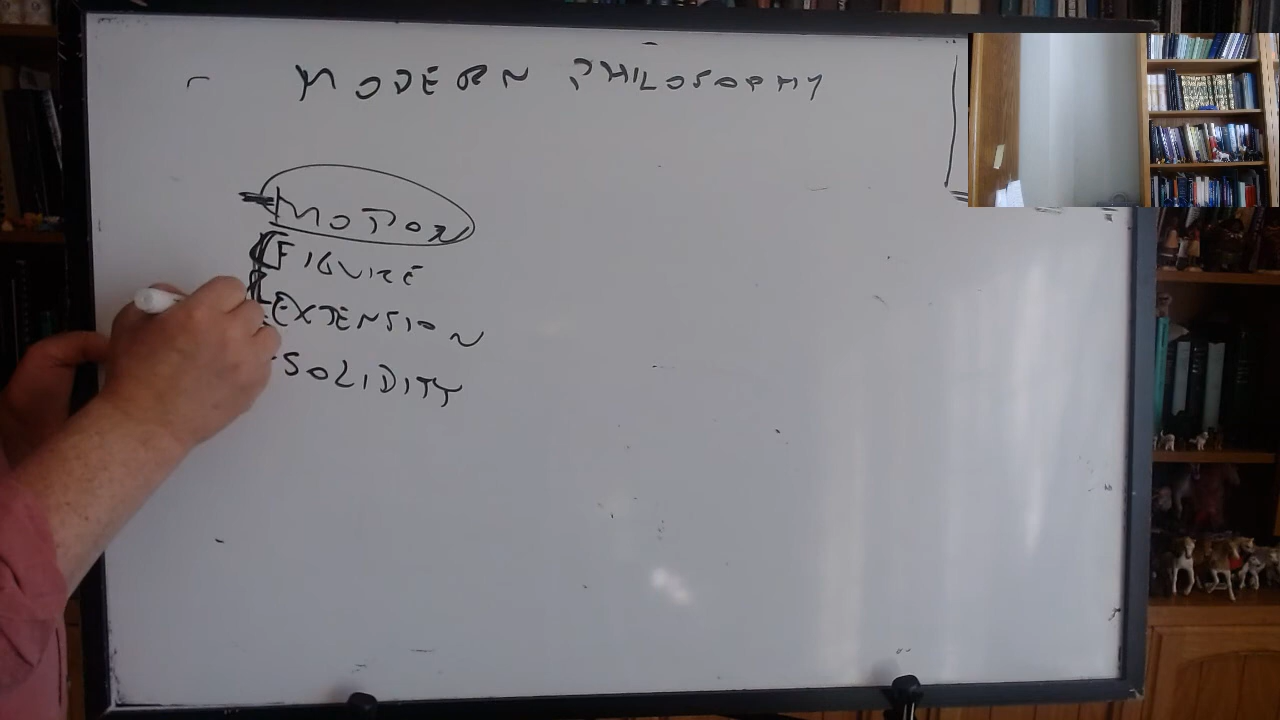 - MODERN PHILOSOPHY
- MOTION
- FIGURE
- EXTENSION
- SOLIDITY